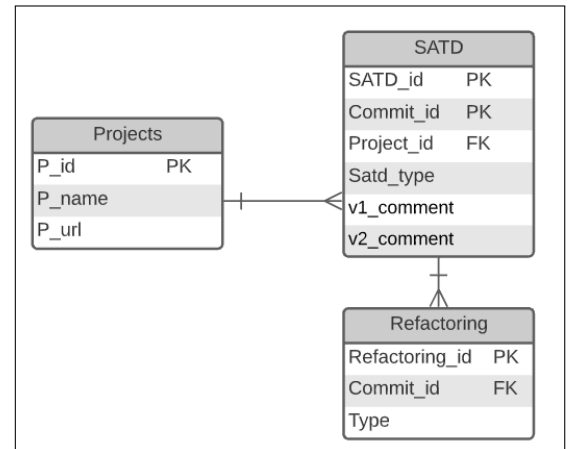 Projects
P_id PK
P_name
P_url
SATD
SATD_id PK
Commit_id PK
Project_id FK
Satd_type
v1_comment
v2_comment
Refactoring
Refactoring_id PK
Commit_id FK
Type